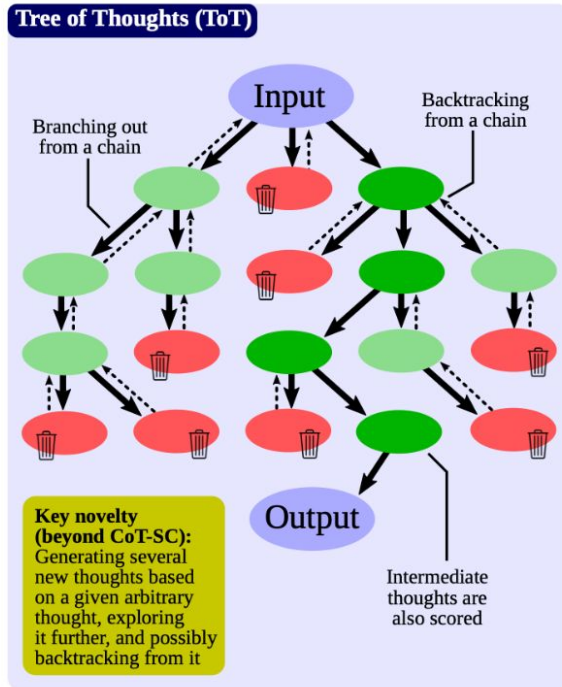 Tree of Thoughts (ToT)
Input
Branching out
from a chain
Backtracking
from a chain
Output
Key novelty
(beyond CoT-SC):
Generating several
new thoughts based
on a given arbitrary
thought, exploring
it further, and possibly
backtracking from it
Intermediate
thoughts are
also scored